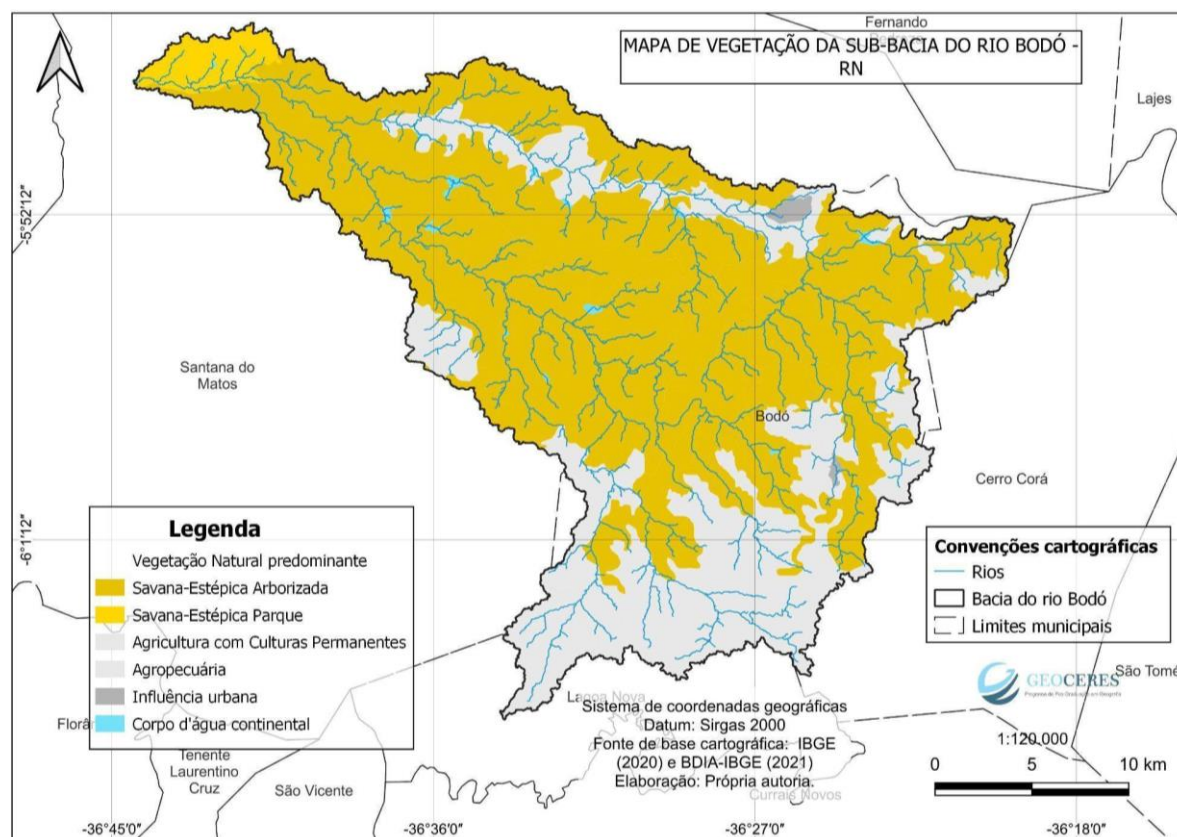 MAPA DE VEGETAÇÃO DA SUB-BACIA DO RIO BODÓ -
RN
Fernando
Lajes
-5°52'12"
-6°1'12"
Santana do
Matos
Bodó
Cerro Corá
São Tomé
Lagoa Nova
Tenente
Laurentino
Cruz
São Vicente
Currais Novos
Legenda
Vegetação Natural predominante
Savana-Estépica Arborizada
Savana-Estépica Parque
Agricultura com Culturas Permanentes
Agropecuária
Influência urbana
Corpo d'água continental
Convenções cartográficas
Rios
Bacia do rio Bodó
Limites municipais
GEOCERES
Sistema de coordenadas geográficas
Datum: Sirgas 2000
Fonte de base cartográfica: IBGE
(2020) e BDIA-IBGE (2021)
Elaboração: Própria autoria.
1:120.000
0 5 10 km
-36°45'0" -36°36'0" -36°27'0" -36°18'0"